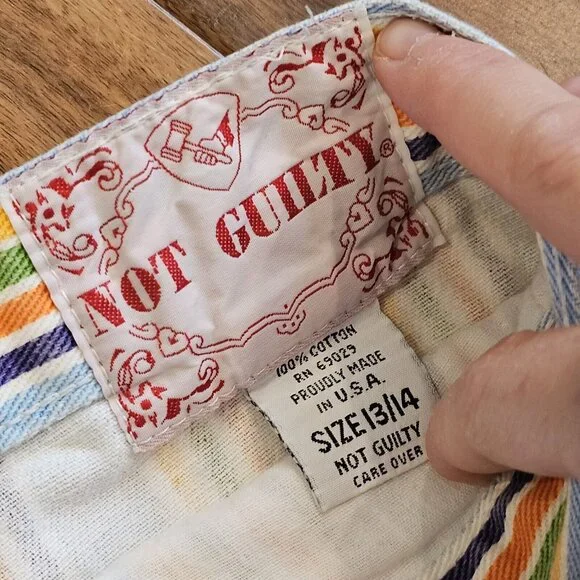 NOT GUILTY®
100% COTTON
RN 69029
PROUDLY MADE
IN U.S.A.
SIZE 13/14
NOT GUILTY
CARE OVER